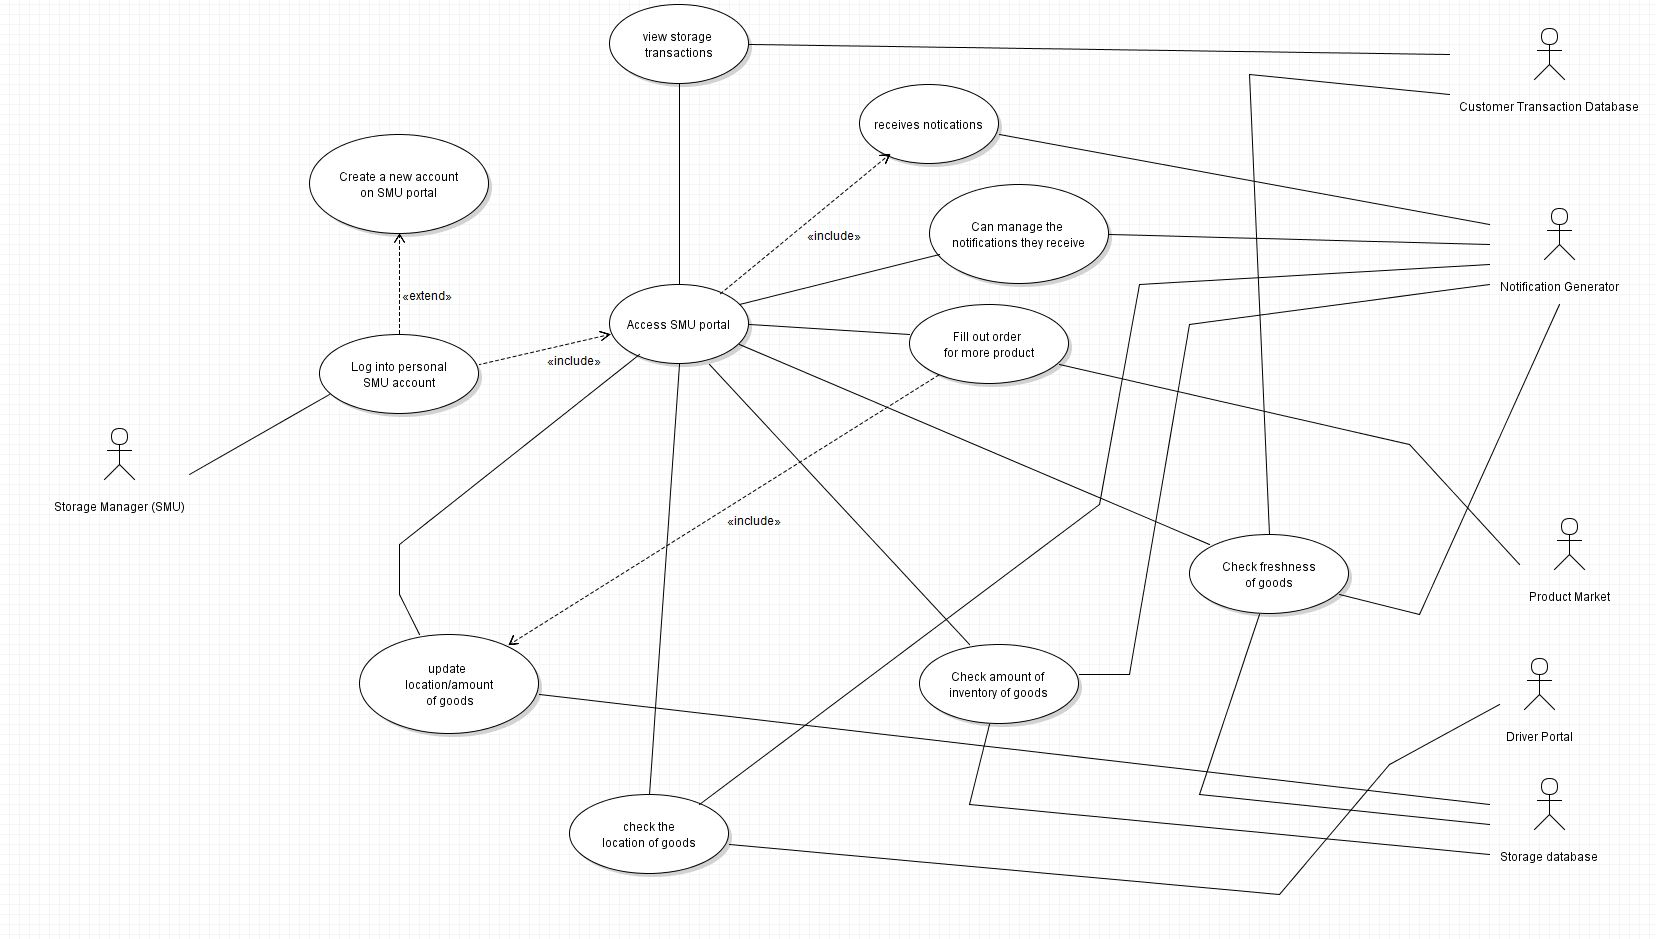 view storage
transactions
Customer Transaction Database
receives notications
Create a new account
on SMU portal
Can manage the
notifications they receive
«include»
Notification Generator
«extend»
Access SMU portal
Fill out order
for more product
«include»
Log into personal
SMU account
Storage Manager (SMU)
«include»
Check freshness
of goods
Product Market
update
location/amount
of goods
Check amount of
inventory of goods
Driver Portal
check the
location of goods
Storage database